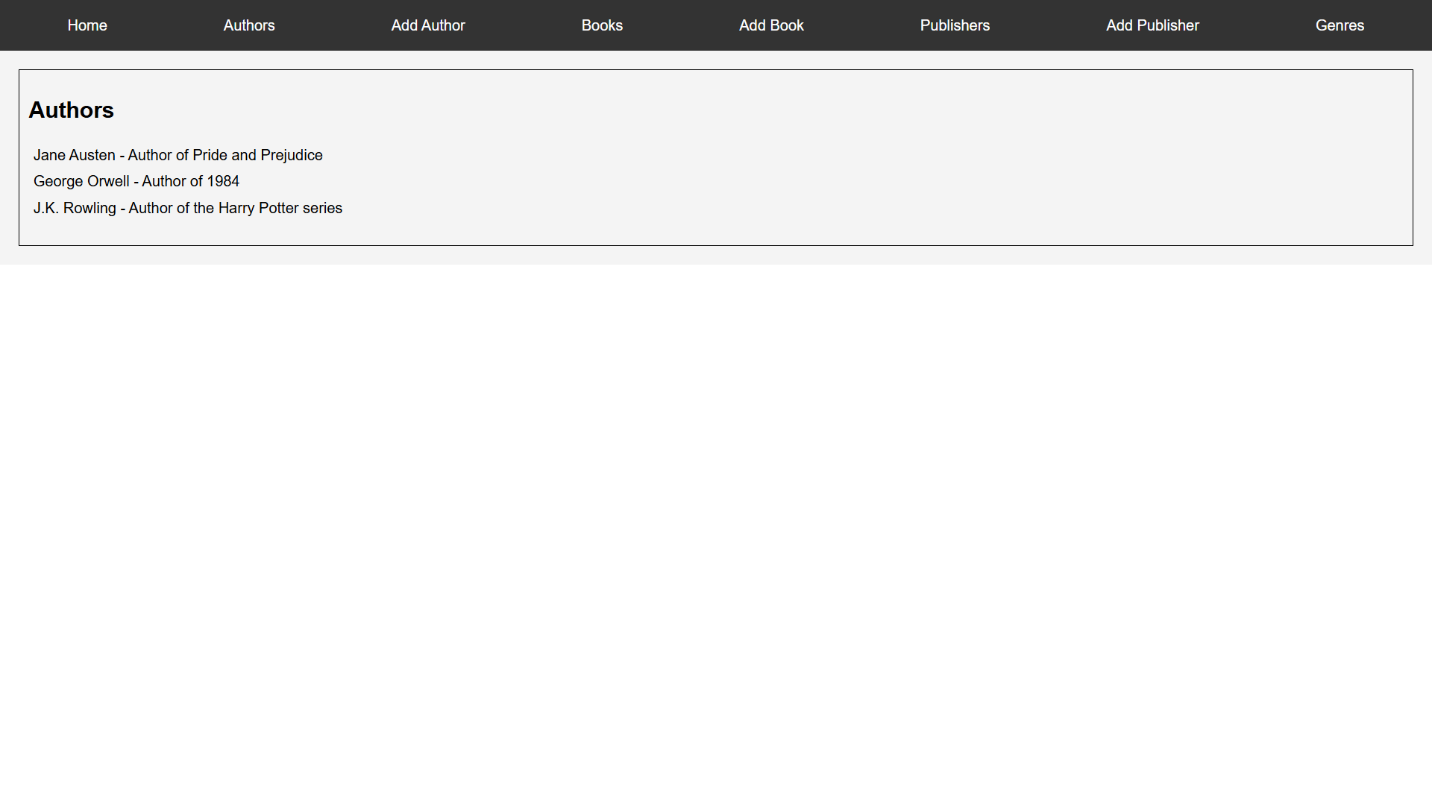 Home Authors Add Author Books Add Book Publishers Add Publisher Genres
Authors
Jane Austen - Author of Pride and Prejudice
George Orwell - Author of 1984
J.K. Rowling - Author of the Harry Potter series